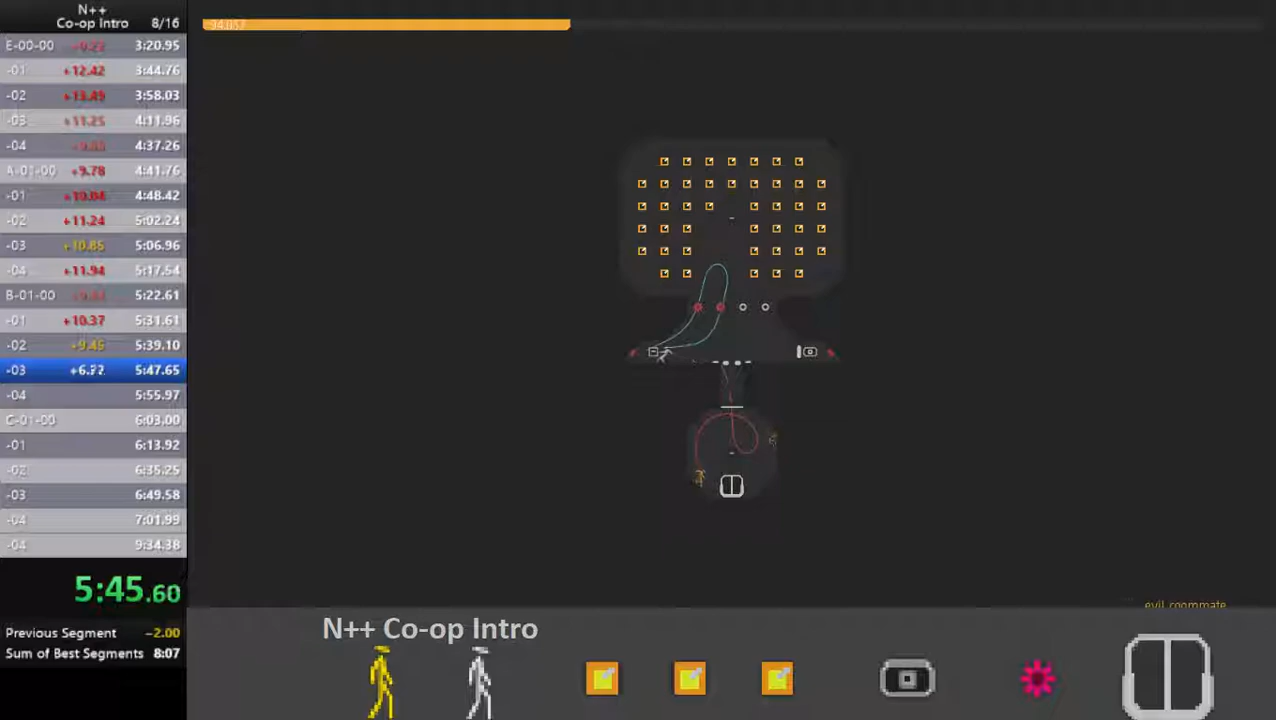 N++
Co-op Intro 8/16
E-00-00 3:20.95
-01 +12.42 3:44.76
-02 +13.49 3:58.03
-03 +11.25 4:11.96
-04 4:37.26
A-01-00 +9.78 4:41.76
-01 +10.04 4:48.42
-02 +11.24 5:02.24
-03 +10.85 5:06.96
-04 +11.94 5:17.54
B-01-00 5:22.61
-01 +10.37 5:31.61
-02 +9.45 5:39.10
-03 5:47.65
-04 5:55.97
C-01-00 6:03.00
-01 6:13.92
-02 6:35.25
-03 6:49.58
-04 7:01.99
-04 9:34.38
5:45.60
Previous Segment -2.00
Sum of Best Segments 8:07
evil roommate
N++ Co-op Intro